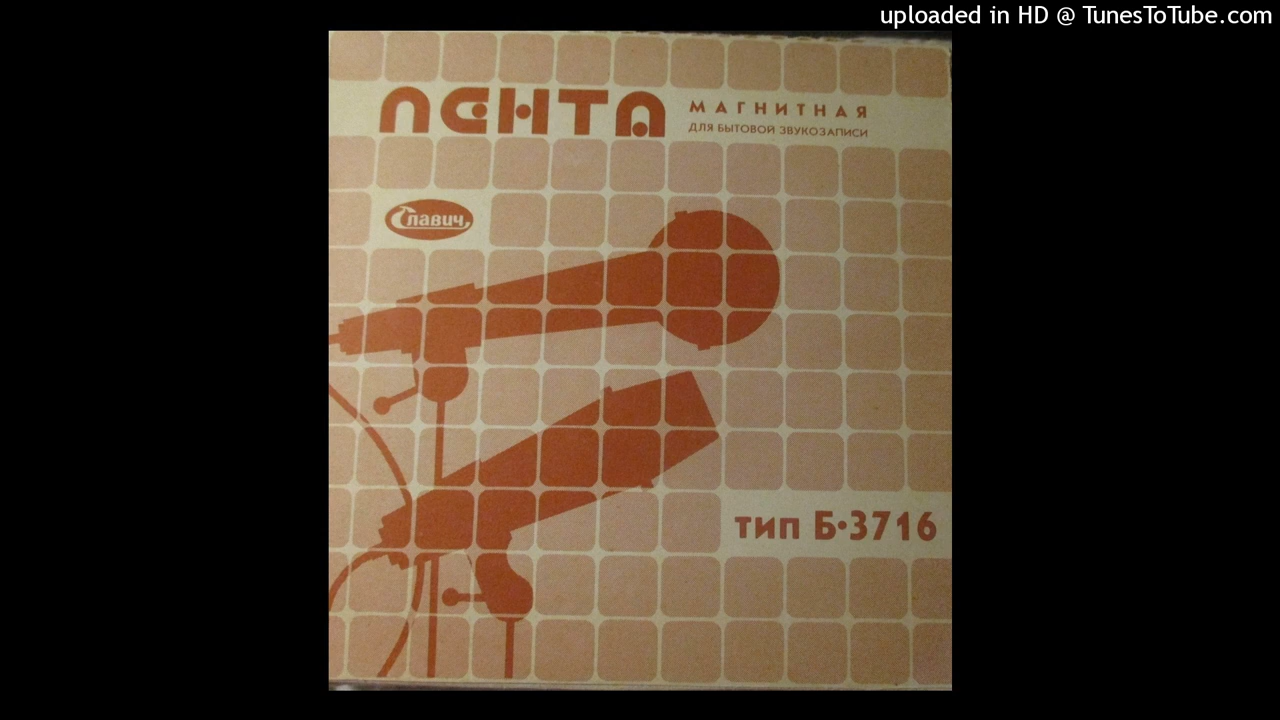 uploaded in HD @ TunesToTube.com
ЛЕНТА
МАГНИТНАЯ
ДЛЯ БЫТОВОЙ ЗВУКОЗАПИСИ
Славич
тип Б•3716